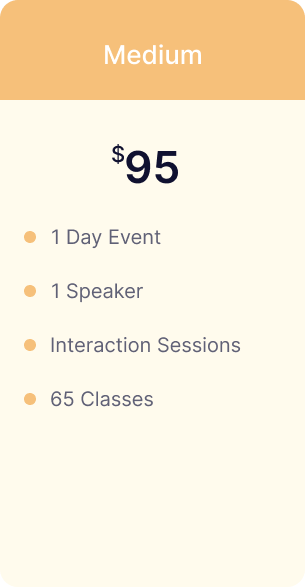 Medium
$95
1 Day Event
1 Speaker
Interaction Sessions
65 Classes